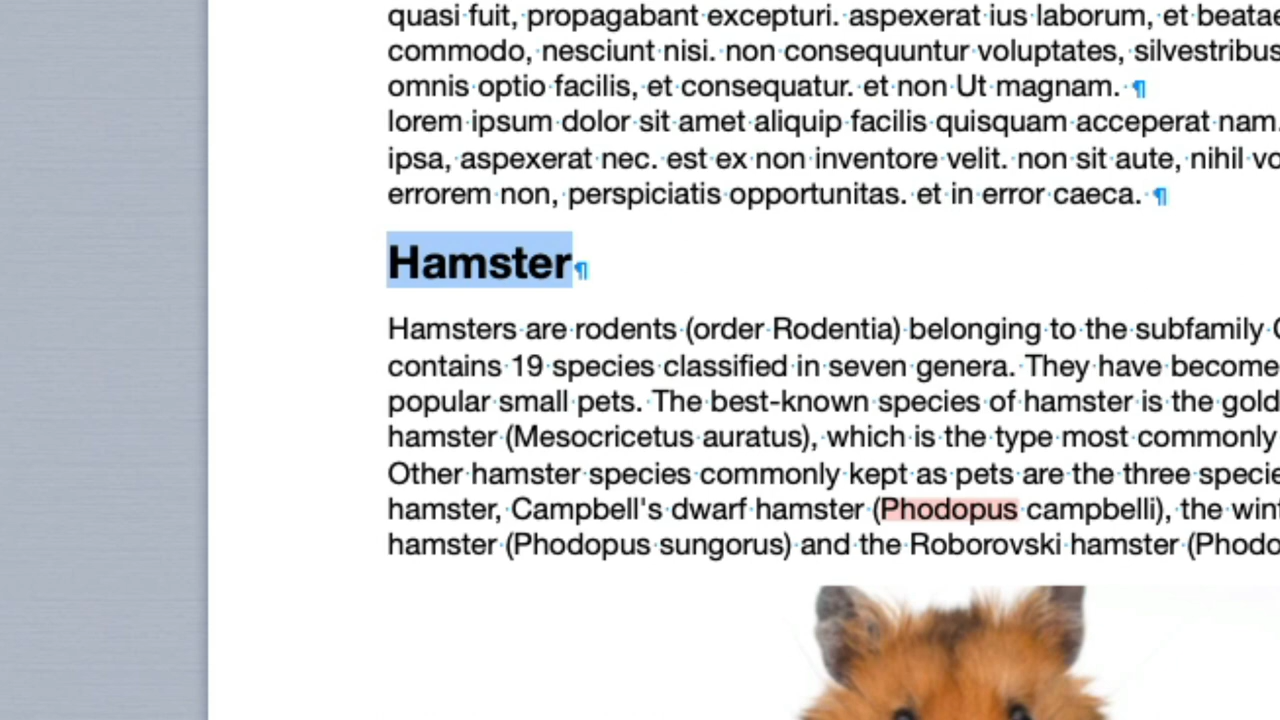 quasi fuit, propagabant excepturi. aspexerat ius laborum, et beatae
commodo, nesciunt nisi. non consequuntur voluptates, silvestribus
omnis optio facilis, et consequatur. et non Ut magnam. ¶
lorem ipsum dolor sit amet aliquip facilis quisquam acceperat nam.
ipsa, aspexerat nec. est ex non inventore velit. non sit aute, nihil
errorem non, perspiciatis opportunitas. et in error caeca. ¶
Hamster¶
Hamsters are rodents (order Rodentia) belonging to the subfamily
contains 19 species classified in seven genera. They have become
popular small pets. The best-known species of hamster is the
hamster (Mesocricetus auratus), which is the type most commonly
Other hamster species commonly kept as pets are the three
hamster, Campbell's dwarf hamster (Phodopus campbelli), the
hamster (Phodopus sungorus) and the Roborovski hamster